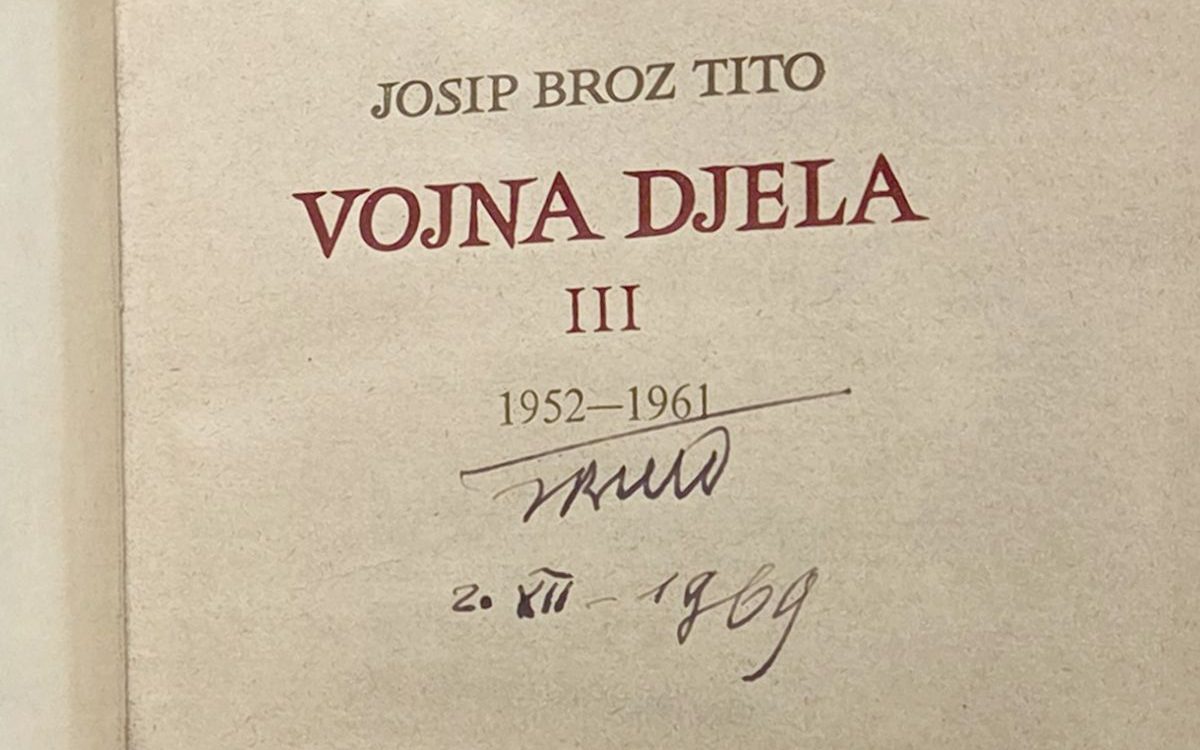 JOSIP BROZ TITO
VOJNA DJELA
III
1952—1961
2. XII - 1969